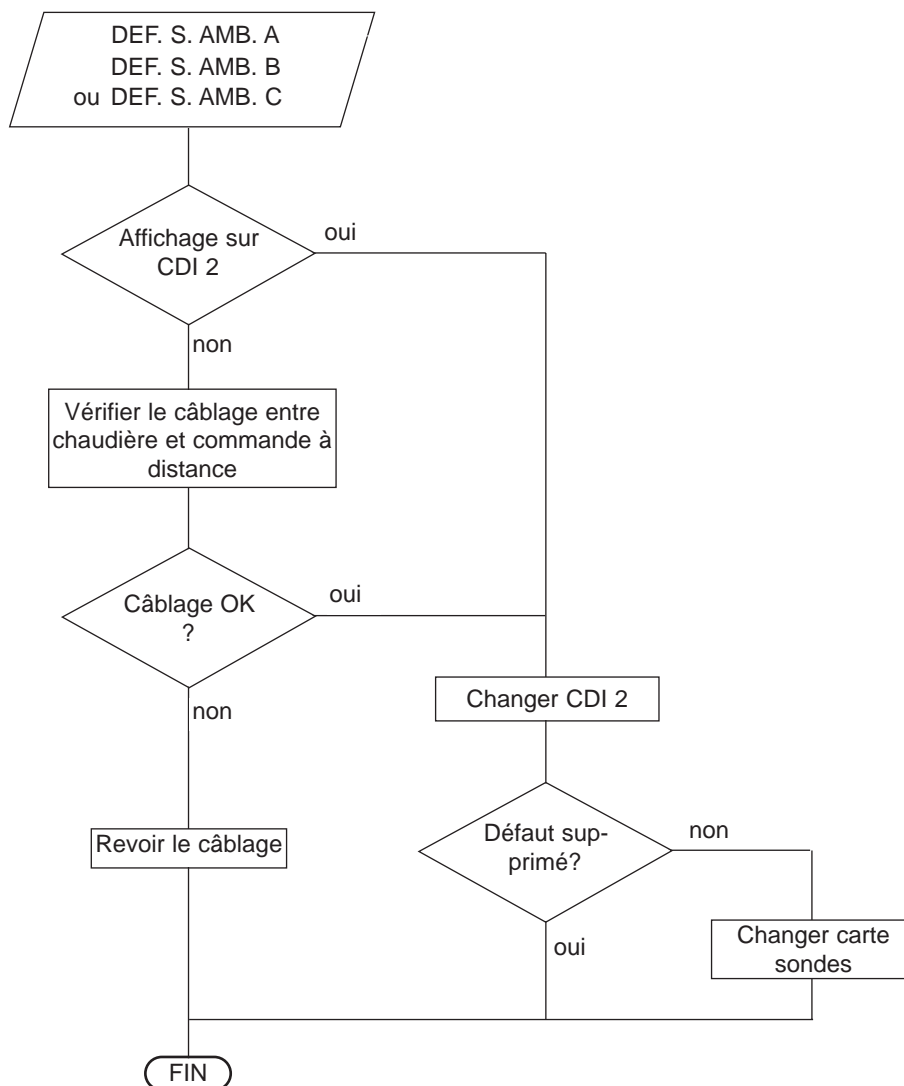 DEF. S. AMB. A
DEF. S. AMB. B
ou DEF. S. AMB. C
Affichage sur
CDI 2
oui
non
Vérifier le câblage entre
chaudière et commande à
distance
Câblage OK
?
oui
non
Changer CDI 2
Revoir le câblage
Défaut sup-
primé?
non
oui
Changer carte
sondes
FIN